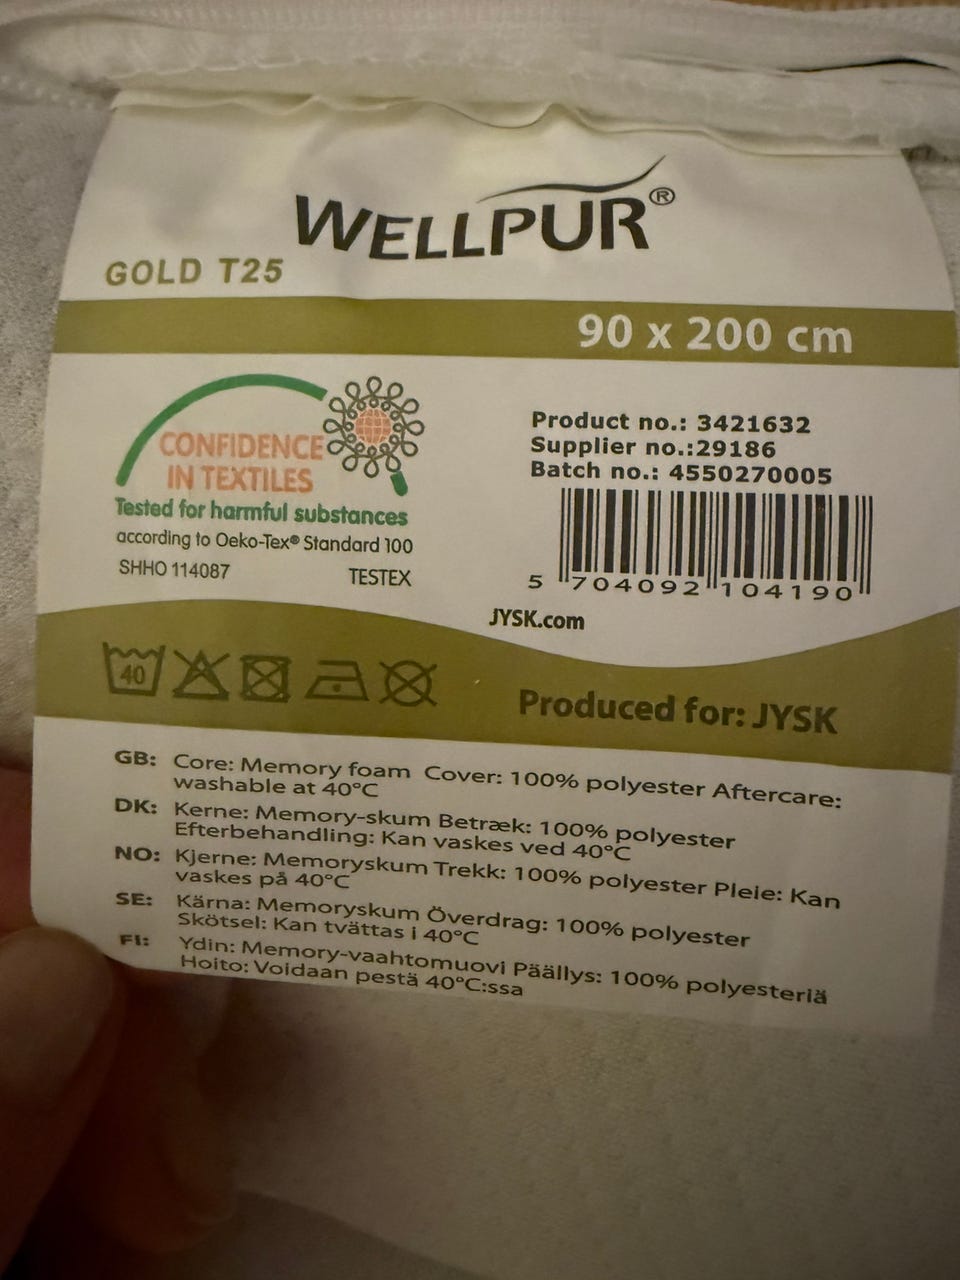 WELLPUR®
GOLD T25
90 x 200 cm
CONFIDENCE
IN TEXTILES
Tested for harmful substances
according to Oeko-Tex® Standard 100
SHHO 114087 TESTEX
Product no.: 3421632
Supplier no.:29186
Batch no.: 4550270005
5 704092 104190
JYSK.com
40
Produced for: JYSK
GB: Core: Memory foam Cover: 100% polyester Aftercare:
washable at 40°C
DK: Kerne: Memory-skum Betræk: 100% polyester
Efterbehandling: Kan vaskes ved 40°C
NO: Kjerne: Memoryskum Trekk: 100% polyester Pleie: Kan
vaskes på 40°C
SE: Kärna: Memoryskum Överdrag: 100% polyester
Skötsel: Kan tvättas i 40°C
FI: Ydin: Memory-vaahtomuovi Päällys: 100% polyesteriä
Hoito: Voidaan pestä 40°C:ssa